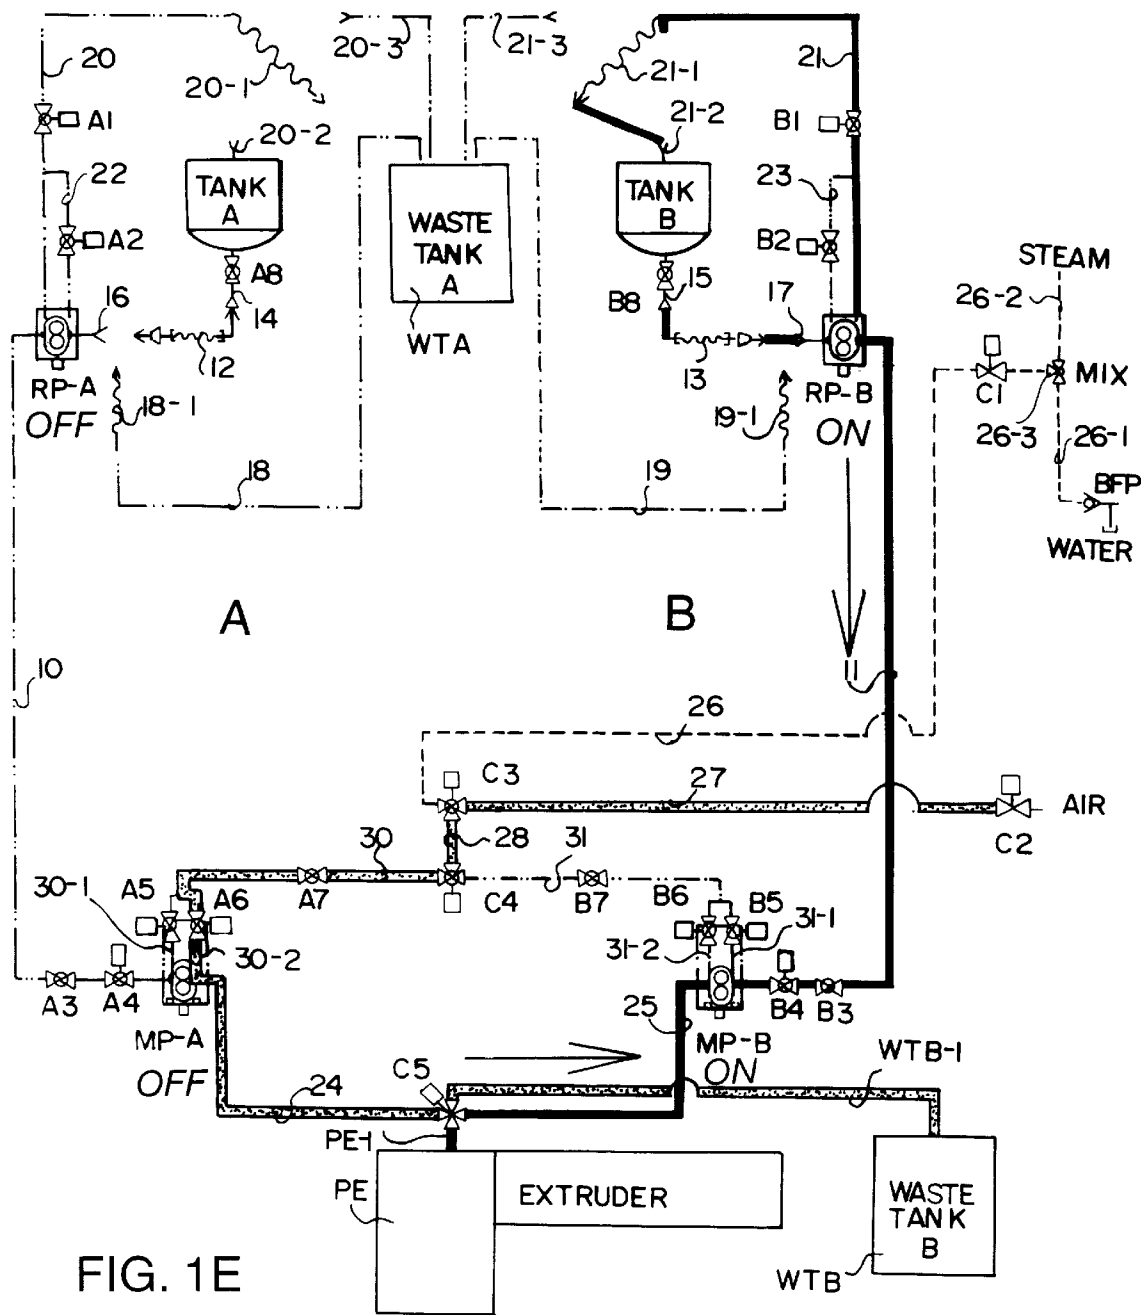 20
20-1
20-3
21-3
21-1
21
A1
20-2
21-2
B1
22
TANK
A
WASTE
TANK
A
TANK
B
23
A2
B2
STEAM
16
A8
14
B8
15
17
26-2
12
WTA
13
C1
MIX
RP-A
OFF
18-1
19-1
RP-B
ON
26-3
26-1
BFP
18
19
WATER
A
B
10
11
26
C3
27
AIR
28
C2
30
31
30-1
A5
A6
A7
C4
B7
B6
B5
31-1
31-2
30-2
A3
A4
B4
B3
MP-A
OFF
25
MP-B
ON
WTB-1
C5
24
PE-1
PE
EXTRUDER
WASTE
TANK
B
WTB
FIG. 1E